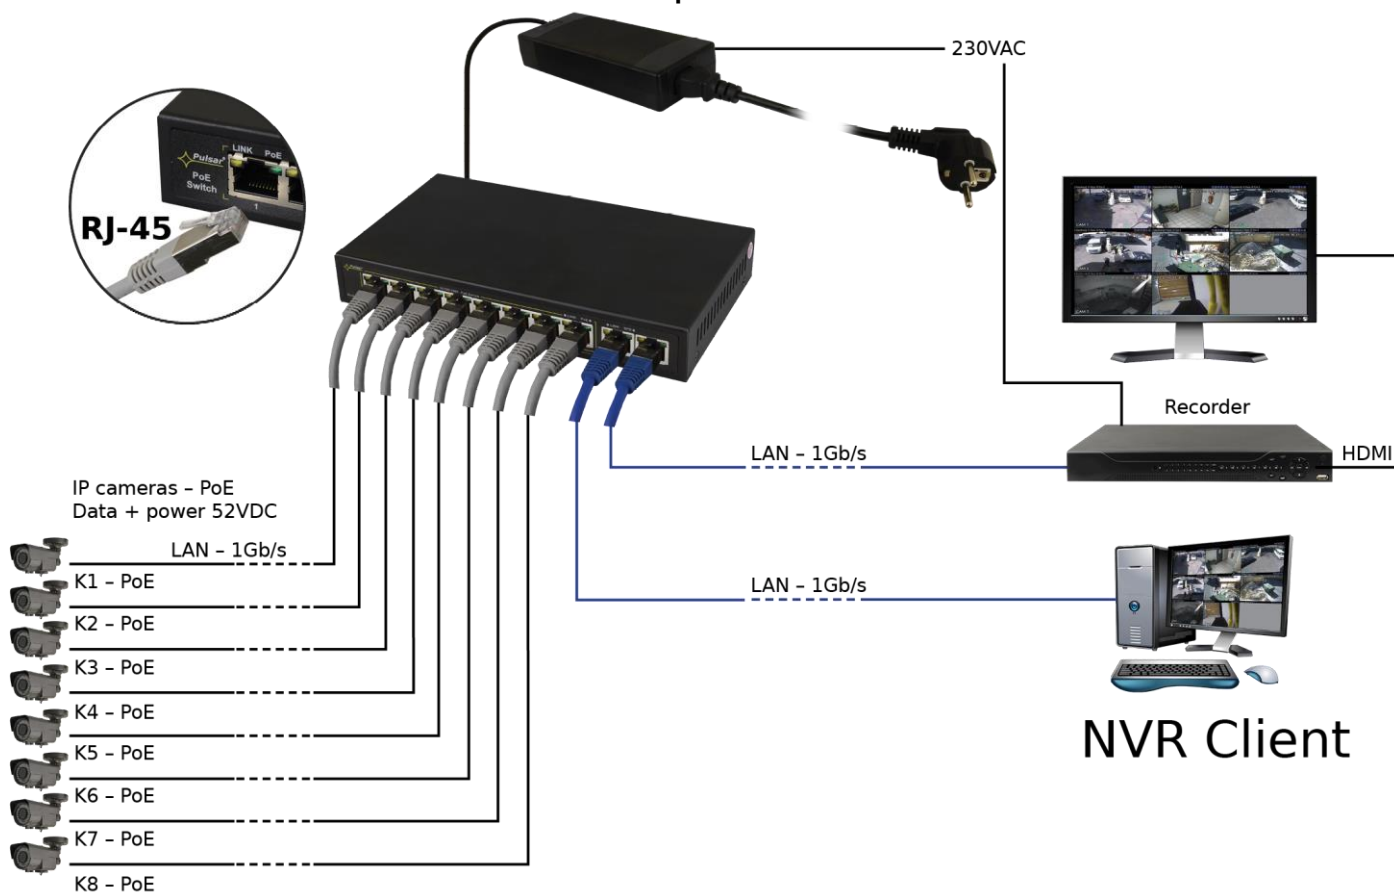 230VAC
LINK PoE
Pulsar
PoE
Switch
1
RJ-45
Recorder
LAN – 1Gb/s
HDMI
IP cameras – PoE
Data + power 52VDC
LAN – 1Gb/s
LAN – 1Gb/s
K1 – PoE
K2 – PoE
K3 – PoE
K4 – PoE
K5 – PoE
K6 – PoE
K7 – PoE
K8 – PoE
NVR Client